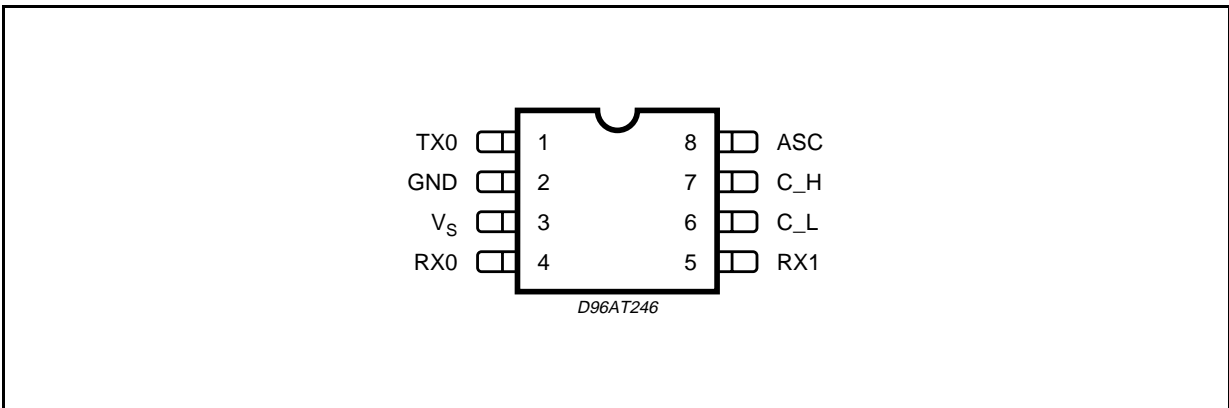 TX0 1 8 ASC
GND 2 7 C_H
VS 3 6 C_L
RX0 4 5 RX1
D96AT246